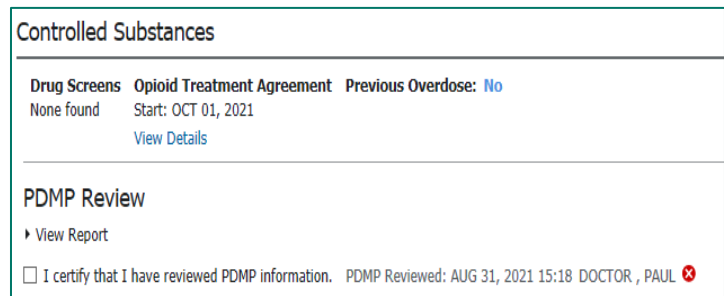 Controlled Substances
Drug Screens Opioid Treatment Agreement Previous Overdose: No
None found Start: OCT 01, 2021
View Details
PDMP Review
View Report
I certify that I have reviewed PDMP information. PDMP Reviewed: AUG 31, 2021 15:18 DOCTOR , PAUL